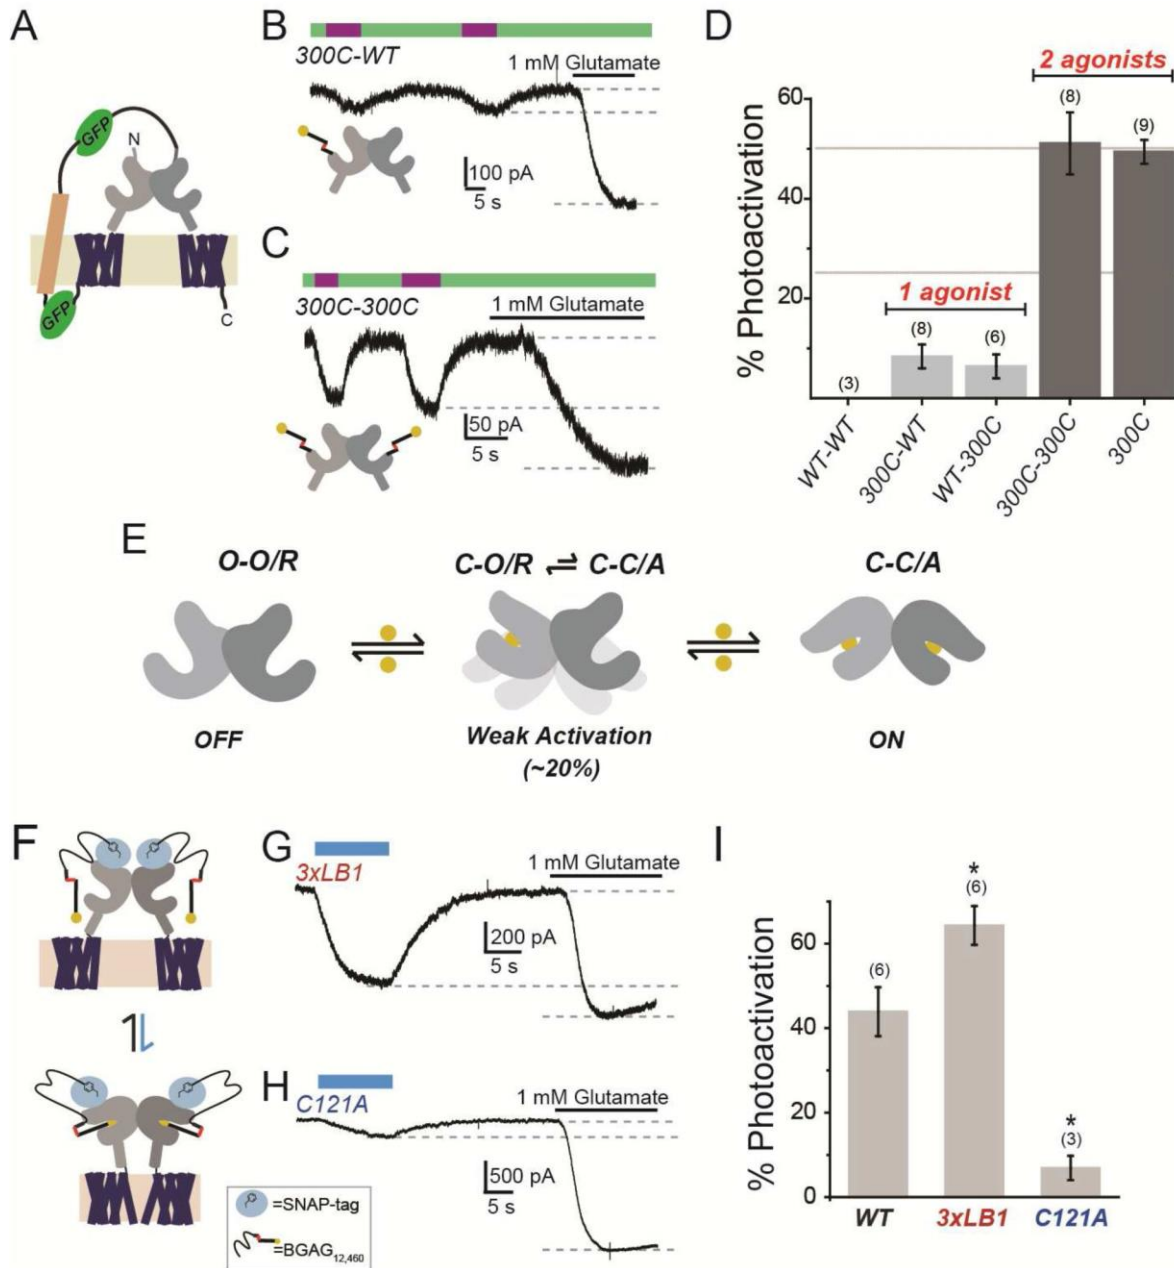 A
GFP
N
GFP
C
B
300C-WT
1 mM Glutamate
100 pA
5 s
C
300C-300C
1 mM Glutamate
50 pA
5 s
D
2 agonists
1 agonist
% Photoactivation
60
40
20
(3)
(8)
(6)
(8)
(9)
WT-WT
300C-WT
WT-300C
300C-300C
300C
E
O-O/R
C-O/R ⇌ C-C/A
C-C/A
OFF
Weak Activation
(~20%)
ON
F
=SNAP-tag
=BGAG12,460
G
3xLB1
1 mM Glutamate
200 pA
5 s
H
C121A
1 mM Glutamate
500 pA
5 s
I
% Photoactivation
60
40
20
0
(6)
*
(6)
*
(3)
WT
3xLB1
C121A